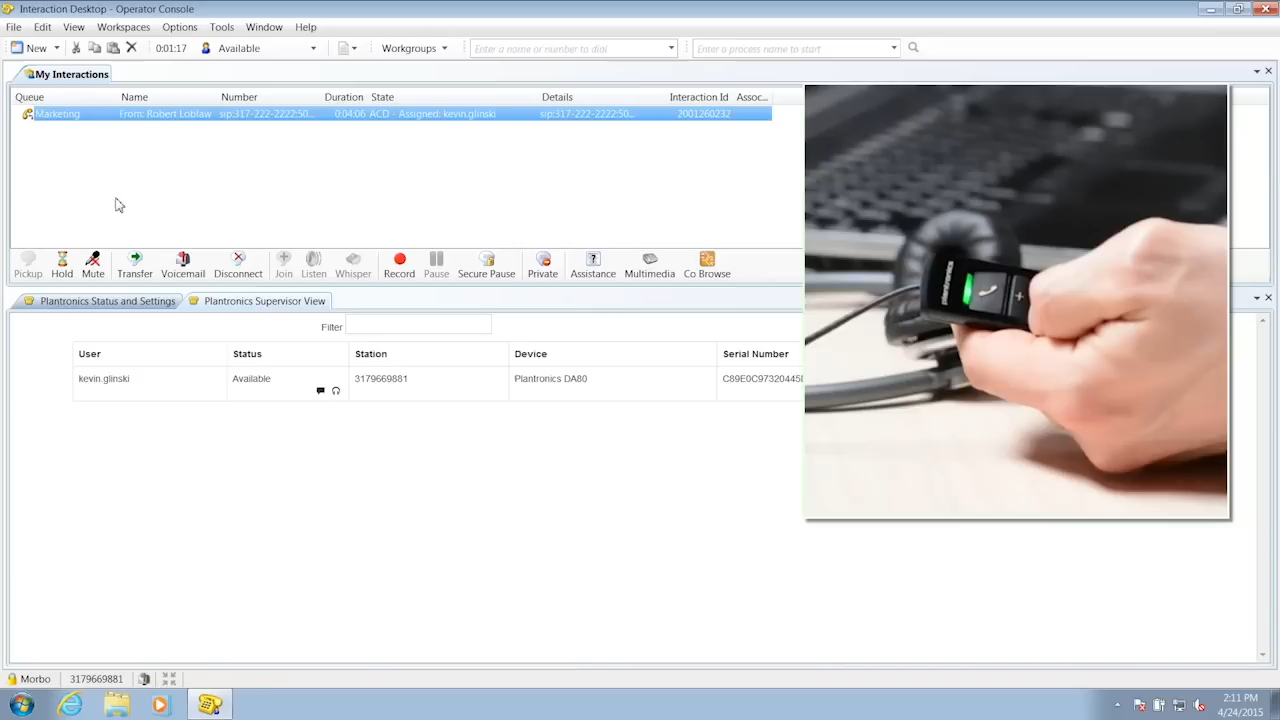 Interaction Desktop - Operator Console
File Edit View Workspaces Options Tools Window Help
New 0:01:17 Available Workgroups Enter a name or number to dial Enter a process name to start
My Interactions
Queue Name Number Duration State Details Interaction Id Assoc...
Marketing From: Robert Loblaw sip:317-222-2222:50... 0:04:06 ACD - Assigned: kevin.glinski sip:317-222-2222:50... 2001260232
Pickup Hold Mute Transfer Voicemail Disconnect Join Listen Whisper Record Pause Secure Pause Private Assistance Multimedia Co Browse
plantronics
Plantronics Status and Settings Plantronics Supervisor View
Filter
User Status Station Device Serial Number
kevin.glinski Available 3179669881 Plantronics DA80
Morbo 3179669881
2:11 PM
4/24/2015